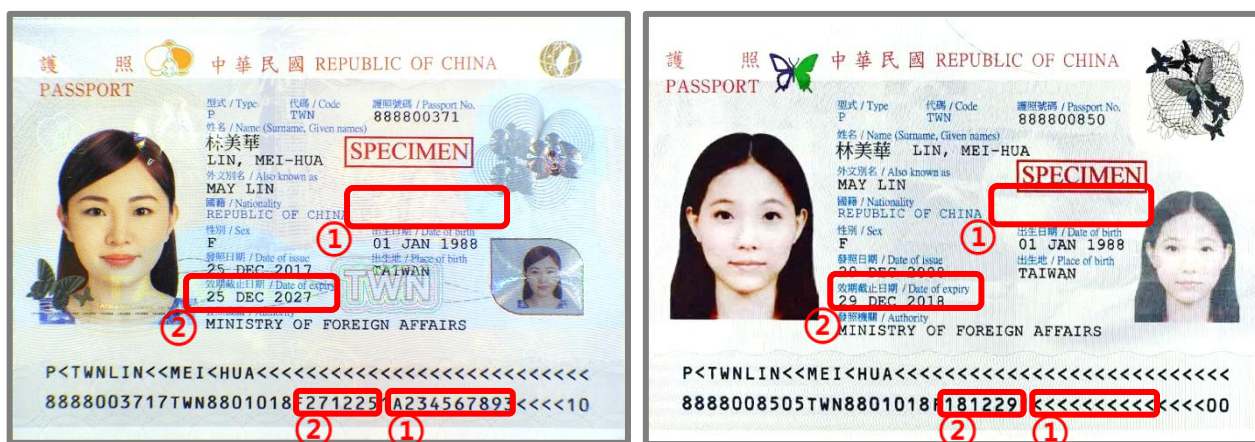 護 照 中華民國 REPUBLIC OF CHINA
PASSPORT
型式 / Type 代碼 / Code 護照號碼 / Passport No.
P TWN 888800371
姓名 / Name (Surname, Given names)
林美華
LIN, MEI-HUA
SPECIMEN
外文別名 / Also known as
MAY LIN
國籍 / Nationality
REPUBLIC OF CHINA
①
性別 / Sex 出生日期 / Date of birth
F 01 JAN 1988
發照日期 / Date of issue 出生地 / Place of birth
25 DEC 2017 TAIWAN
TWN
效期截止日期 / Date of expiry
25 DEC 2027
②
MINISTRY OF FOREIGN AFFAIRS
P<TWNLIN<<MEI<HUA<<<<<<<<<<<<<<<<<<<<<<<<<<<
8888003717TWN8801018F271225 A234567893<<<<10
② ①
護 照 中華民國 REPUBLIC OF CHINA
PASSPORT
型式 / Type 代碼 / Code 護照號碼 / Passport No.
P TWN 888800850
姓名 / Name (Surname, Given names)
林美華 LIN, MEI-HUA
外文別名 / Also known as
MAY LIN
SPECIMEN
國籍 / Nationality
REPUBLIC OF CHINA
①
性別 / Sex 出生日期 / Date of birth
F 01 JAN 1988
發照日期 / Date of issue 出生地 / Place of birth
29 DEC 2008 TAIWAN
效期截止日期 / Date of expiry
29 DEC 2018
②
發照機關 / Authority
MINISTRY OF FOREIGN AFFAIRS
P<TWNLIN<<MEI<HUA<<<<<<<<<<<<<<<<<<<<<<<<<<<
8888008505TWN8801018F181229 <<<<<<<<<<<<<<00
② ①